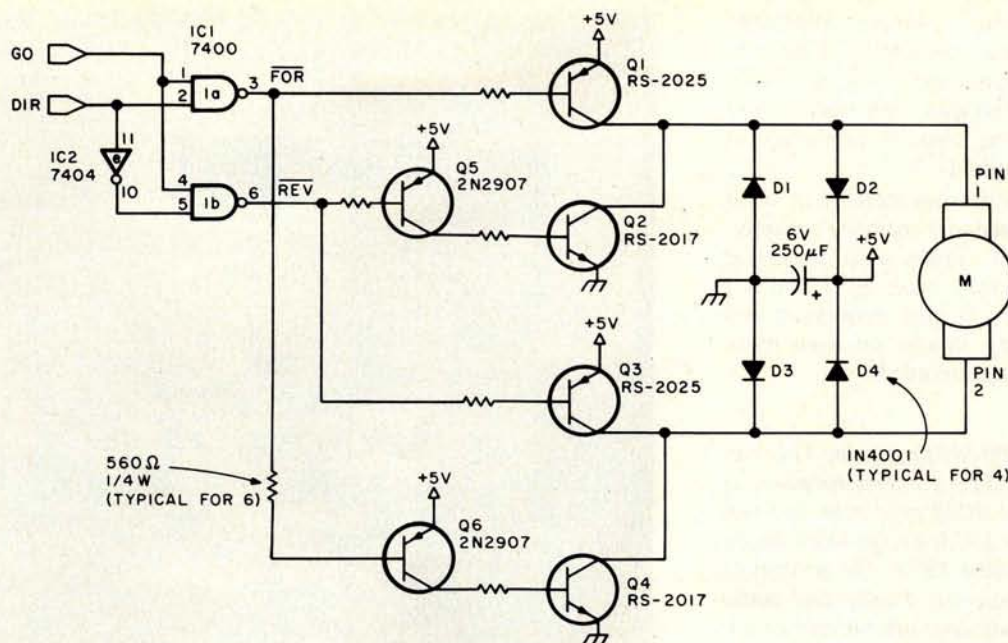 GO
DIR
IC1
7400
1
2
1a
3
FOR
11
6
10
IC2
7404
4
5
1b
6
REV
+5V
Q1
RS-2025
+5V
Q5
2N2907
Q2
RS-2017
+5V
Q3
RS-2025
560Ω
1/4 W
(TYPICAL FOR 6)
+5V
Q6
2N2907
Q4
RS-2017
D1
D2
6V
250μF
+5V
+
D3
D4
1N4001
(TYPICAL FOR 4)
PIN
1
M
PIN
2